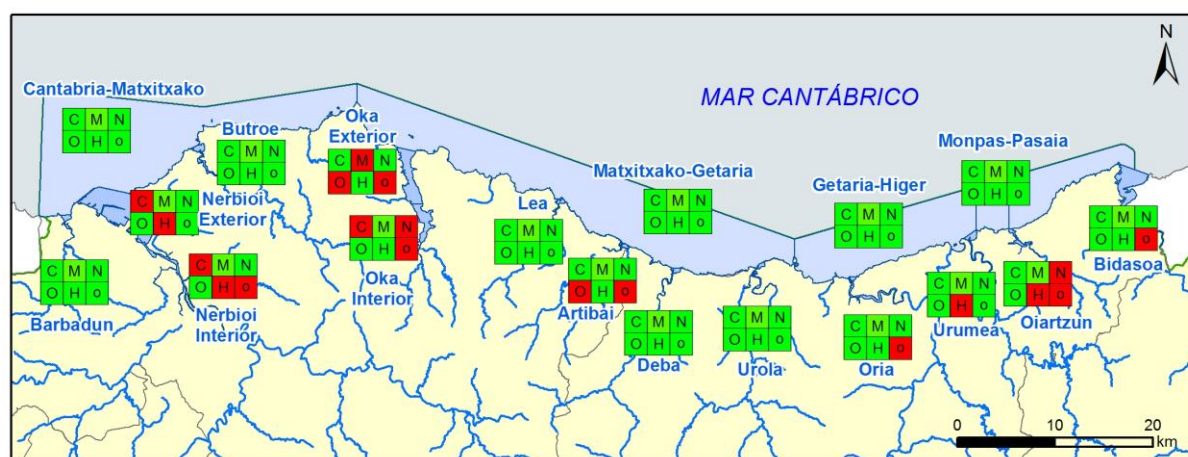 N
MAR CANTÁBRICO
Cantabria-Matxitxako
C M N
O H o
Butroe
C M N
O H o
Oka
Exterior
C M N
O H o
Monpas-Pasaia
C M N
O H o
Matxitxako-Getaria
C M N
O H o
Getaria-Higer
C M N
O H o
C M N
O H o
Nerbioi
Exterior
Lea
C M N
O H o
C M N
O H o
Bidasoa
C M N
O H o
Oka
Interior
C M N
O H o
Barbadun
C M N
O H o
Nerbioi
Interior
C M N
O H o
Artibai
C M N
O H o
Urumea
C M N
O H o
Oiartzun
C M N
O H o
Deba
C M N
O H o
Urola
C M N
O H o
Oria
0 10 20
km